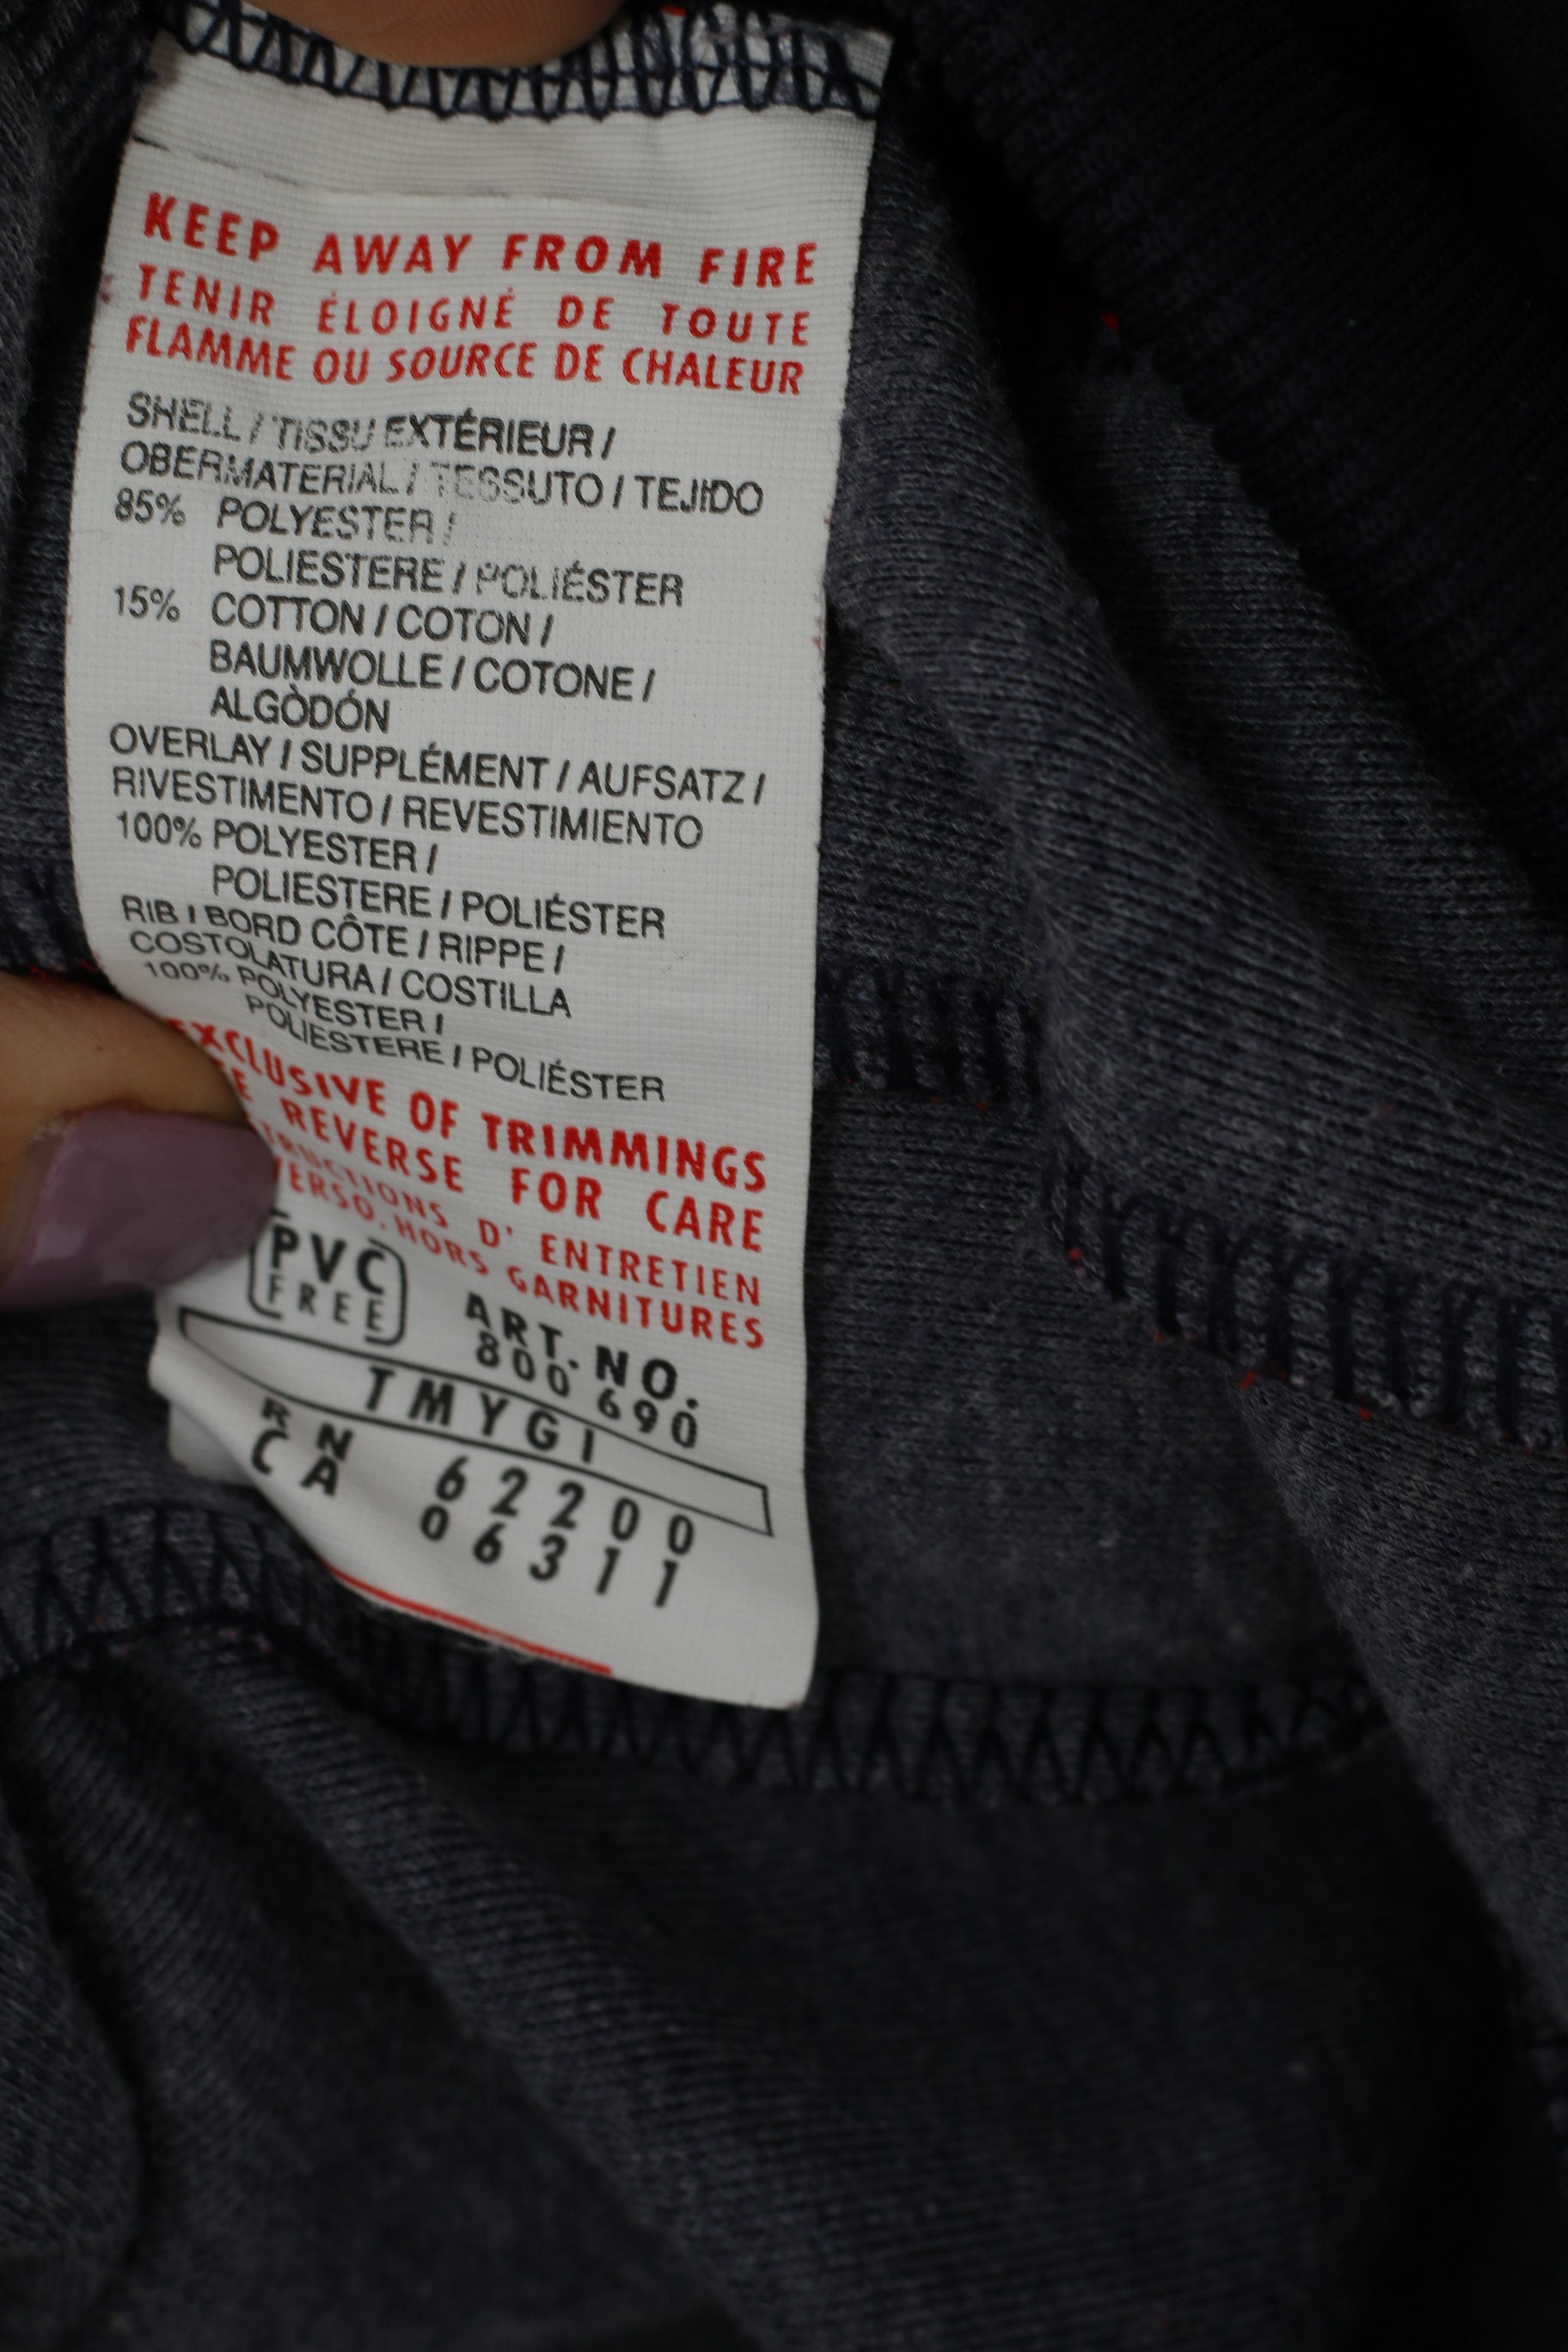 KEEP AWAY FROM FIRE
TENIR ÉLOIGNÉ DE TOUTE
FLAMME OU SOURCE DE CHALEUR
SHELL / TISSU EXTÉRIEUR /
OBERMATERIAL / TESSUTO / TEJIDO
85% POLYESTER /
POLIESTERE / POLIÉSTER
15% COTTON / COTON /
BAUMWOLLE / COTONE /
ALGÒDÓN
OVERLAY / SUPPLÉMENT / AUFSATZ /
RIVESTIMENTO / REVESTIMIENTO
100% POLYESTER /
POLIESTERE / POLIÉSTER
RIB / BORD CÔTE / RIPPE /
COSTOLATURA / COSTILLA
100% POLYESTER /
POLIESTERE / POLIÉSTER
EXCLUSIVE OF TRIMMINGS
REVERSE FOR CARE
D' ENTRETIEN
VERSO. HORS GARNITURES
PVC
FREE
ART. NO.
800690
TMYGI
RN 62200
CA 06311